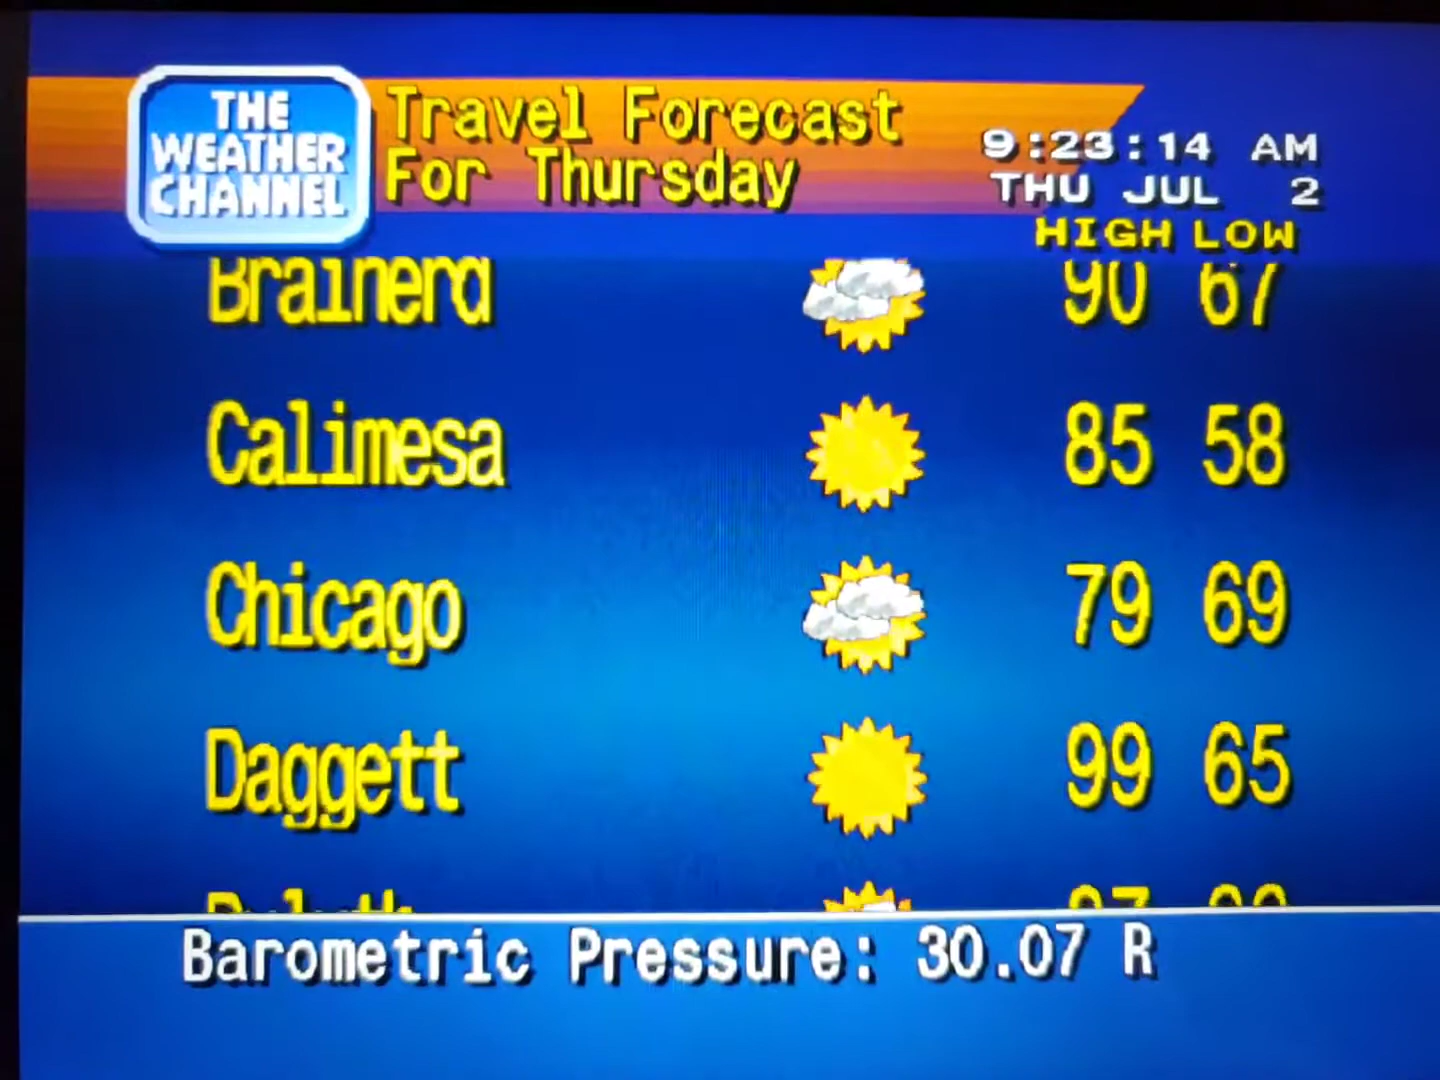 THE
WEATHER
CHANNEL
Travel Forecast
For Thursday
9:23:14 AM
THU JUL 2
HIGH LOW
Brainerd 90 67
Calimesa 85 58
Chicago 79 69
Daggett 99 65
Duluth
Barometric Pressure: 30.07 R